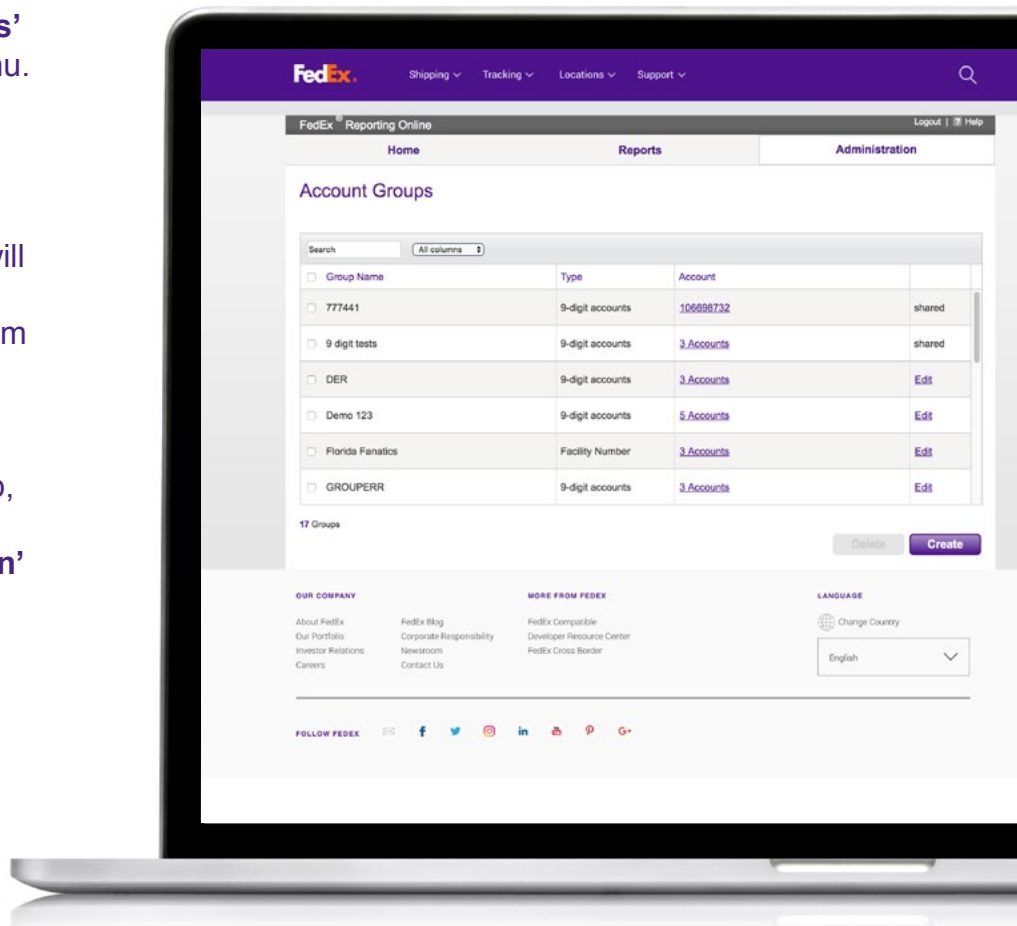 s’
nu.
will
m
o,
n’
FedEx®
Shipping Tracking Locations Support
FedEx® Reporting Online Logout | ? Help
Home Reports Administration
Account Groups
Search All columns
Group Name Type Account
777441 9-digit accounts 106698732 shared
9 digit tests 9-digit accounts 3 Accounts shared
DER 9-digit accounts 3 Accounts Edit
Demo 123 9-digit accounts 5 Accounts Edit
Florida Fanatics Facility Number 3 Accounts Edit
GROUPERR 9-digit accounts 3 Accounts Edit
17 Groups
Delete Create
OUR COMPANY MORE FROM FEDEX LANGUAGE
About FedEx FedEx Blog FedEx Compatible Change Country
Our Portfolio Corporate Responsibility Developer Resource Center
Investor Relations Newsroom FedEx Cross Border English
Careers Contact Us
FOLLOW FEDEX f in P G+